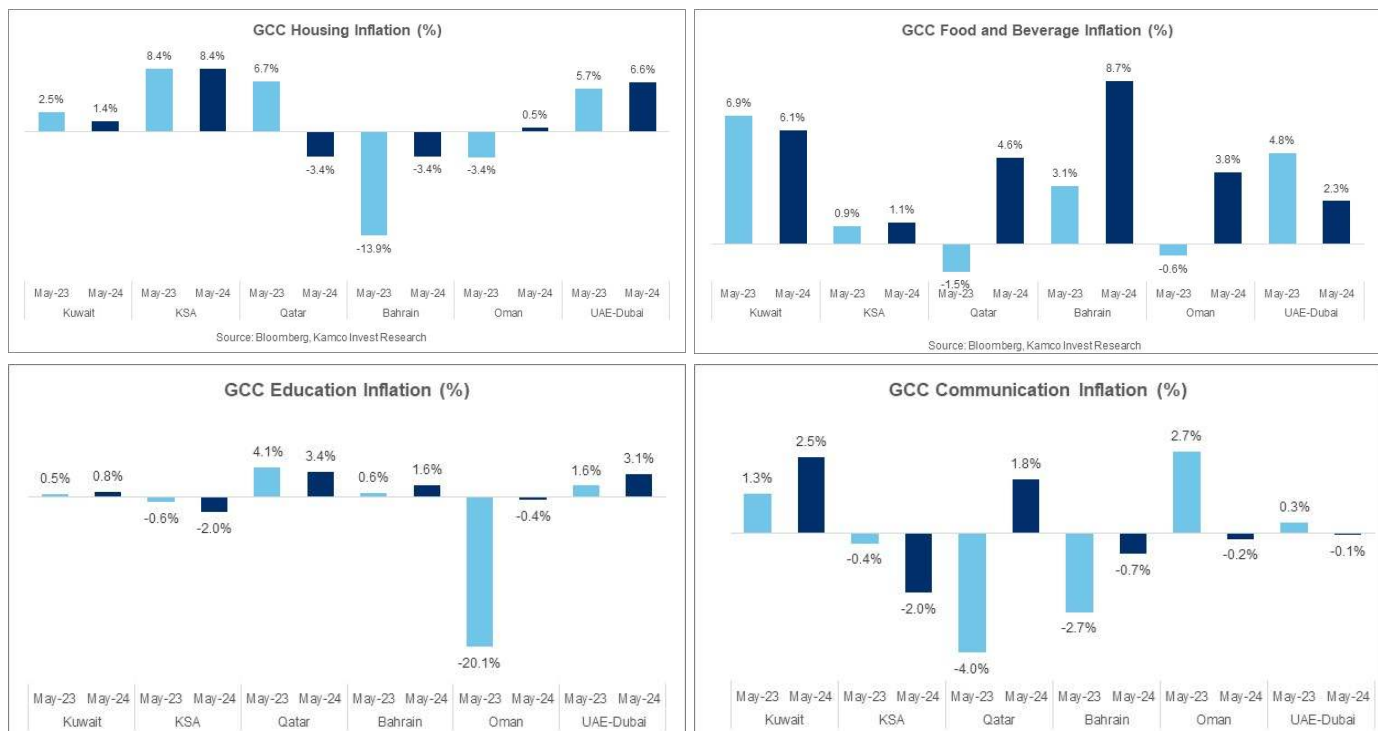 GCC Housing Inflation (%)
8.4% 8.4%
6.7% 6.6%
5.7%
2.5%
1.4%
0.5%
-3.4% -3.4% -3.4%
-13.9%
May-23 May-24 May-23 May-24 May-23 May-24 May-23 May-24 May-23 May-24 May-23 May-24
Kuwait KSA Qatar Bahrain Oman UAE-Dubai
Source: Bloomberg, Kamco Invest Research
GCC Food and Beverage Inflation (%)
8.7%
6.9%
6.1%
4.6% 4.8%
3.8%
3.1%
2.3%
0.9% 1.1%
-0.6%
-1.5%
May-23 May-24 May-23 May-24 May-23 May-24 May-23 May-24 May-23 May-24 May-23 May-24
Kuwait KSA Qatar Bahrain Oman UAE-Dubai
Source: Bloomberg, Kamco Invest Research
GCC Education Inflation (%)
4.1%
3.4% 3.1%
1.6% 1.6%
0.5% 0.8% 0.6%
-0.6% -0.4%
-2.0%
-20.1%
May-23 May-24 May-23 May-24 May-23 May-24 May-23 May-24 May-23 May-24 May-23 May-24
Kuwait KSA Qatar Bahrain Oman UAE-Dubai
GCC Communication Inflation (%)
2.5% 2.7%
1.8%
1.3%
0.3%
-0.4% -0.2% -0.1%
-0.7%
-2.0%
-2.7%
-4.0%
May-23 May-24 May-23 May-24 May-23 May-24 May-23 May-24 May-23 May-24 May-23 May-24
Kuwait KSA Qatar Bahrain Oman UAE-Dubai